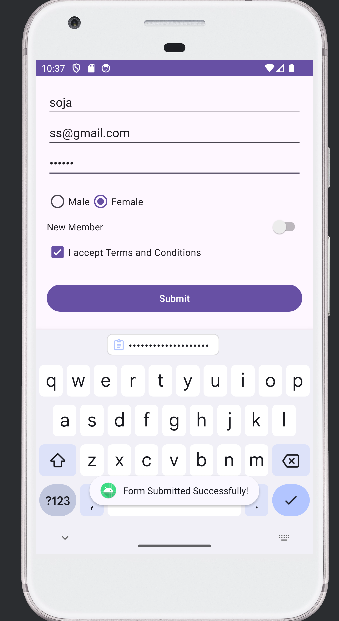 10:37
soja
ss@gmail.com
••••••
Male Female
New Member
I accept Terms and Conditions
Submit
••••••••••••••••••••
q w e r t y u i o p
a s d f g h j k l
z x c v b n m
?123 , .
Form Submitted Successfully!